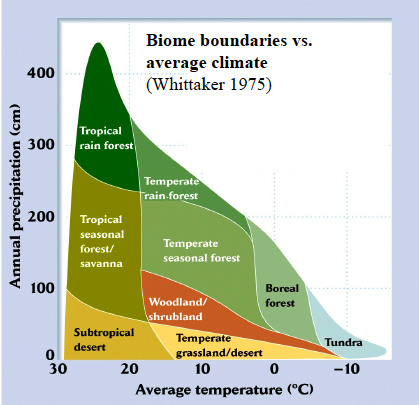 Biome boundaries vs.
average climate
(Whittaker 1975)
Annual precipitation (cm)
400
300
200
100
0
Tropical
rain forest
Temperate
rain forest
Tropical
seasonal
forest/
savanna
Temperate
seasonal forest
Boreal
forest
Woodland/
shrubland
Subtropical
desert
Temperate
grassland/desert
Tundra
30
20
10
0
−10
Average temperature (°C)